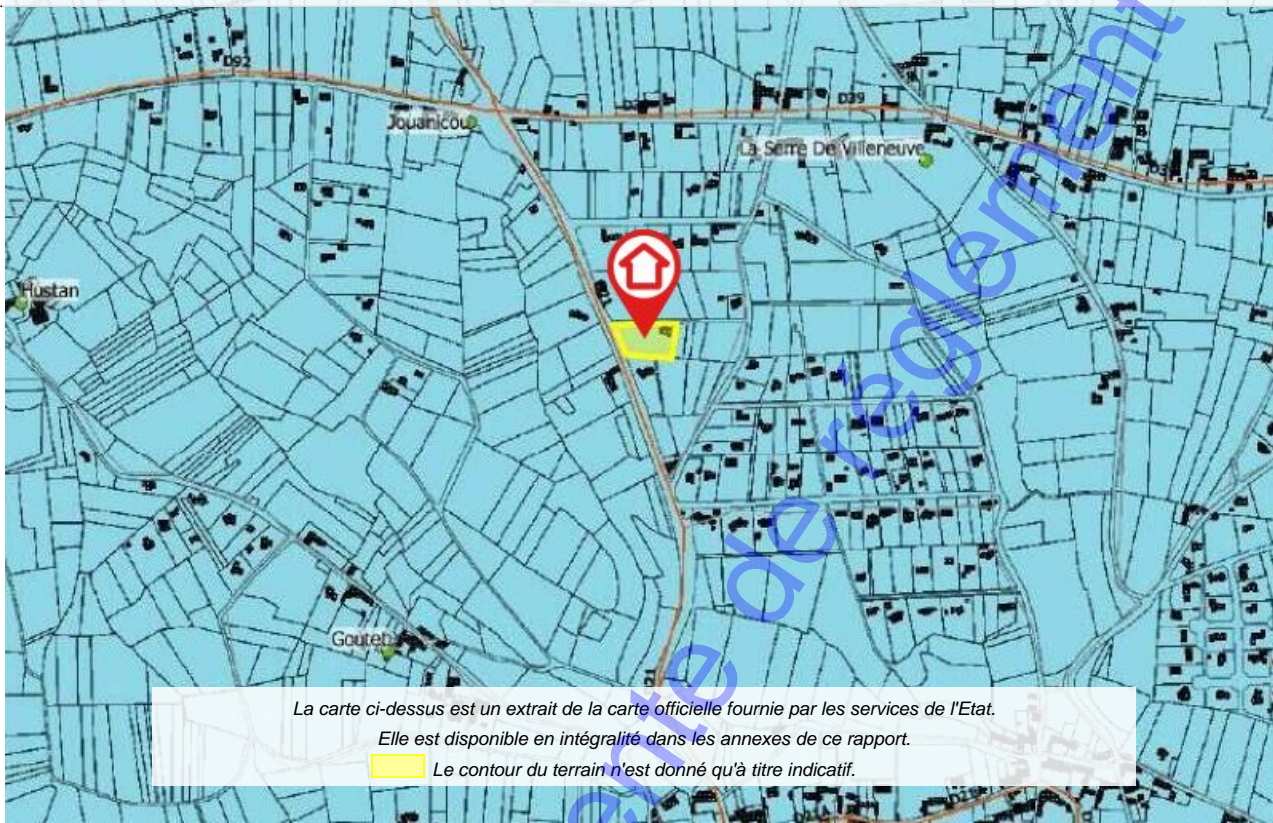 D92
Jouanicou
D39
La Serre De Villeneuve
Hustan
Goutet
La carte ci-dessus est un extrait de la carte officielle fournie par les services de l'Etat.
Elle est disponible en intégralité dans les annexes de ce rapport.
Le contour du terrain n'est donné qu'à titre indicatif.
ente de règlement